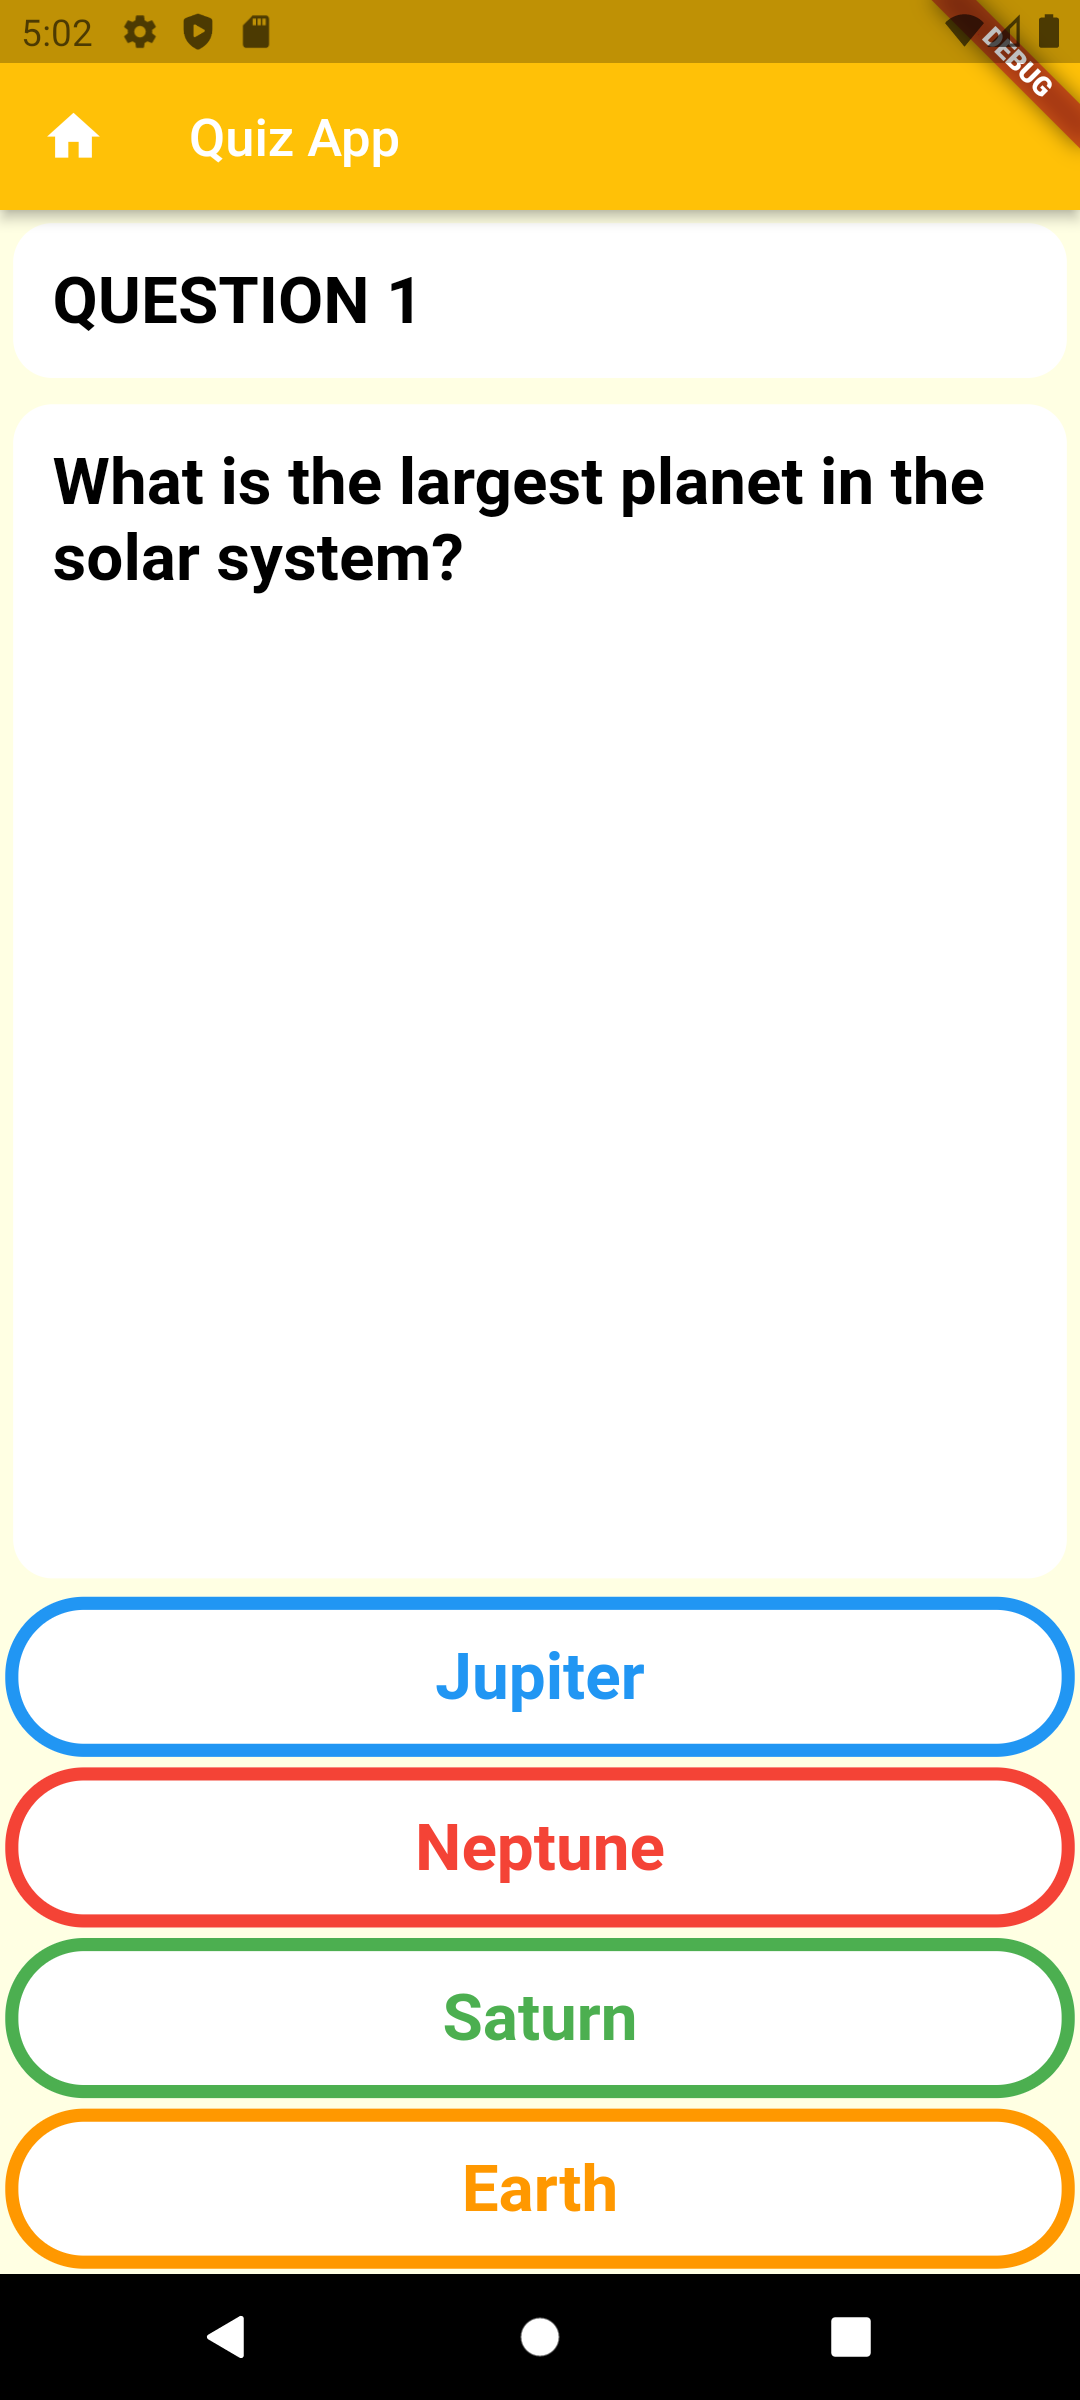 5:02
DEBUG
Quiz App
QUESTION 1
What is the largest planet in the
solar system?
Jupiter
Neptune
Saturn
Earth